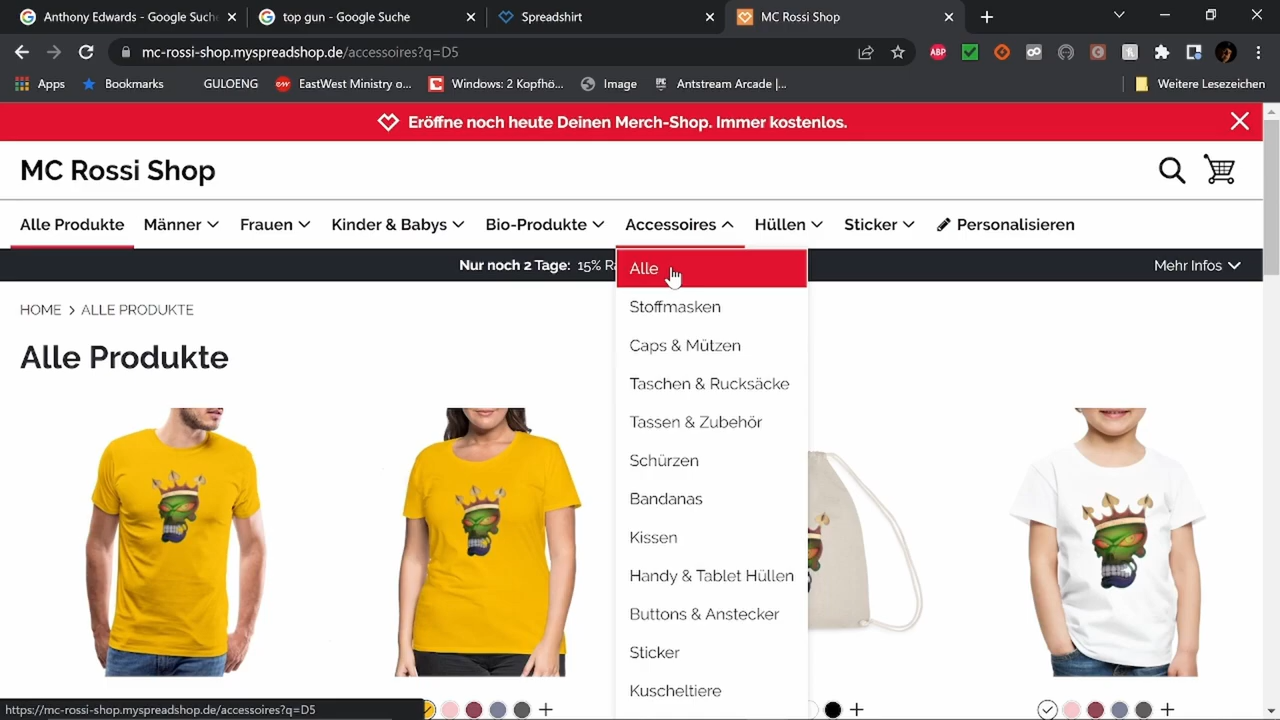 Anthony Edwards - Google Suche
top gun - Google Suche
Spreadshirt
MC Rossi Shop
mc-rossi-shop.myspreadshop.de/accessoires?q=D5
ABP
Apps
Bookmarks
GULOENG
EastWest Ministry o...
Windows: 2 Kopfhö...
Image
Antstream Arcade |...
Weitere Lesezeichen
Eröffne noch heute Deinen Merch-Shop. Immer kostenlos.
MC Rossi Shop
Alle Produkte
Männer
Frauen
Kinder & Babys
Bio-Produkte
Accessoires
Hüllen
Sticker
Personalisieren
Nur noch 2 Tage: 15% Ra
Mehr Infos
Alle
Stoffmasken
Caps & Mützen
Taschen & Rucksäcke
Tassen & Zubehör
Schürzen
Bandanas
Kissen
Handy & Tablet Hüllen
Buttons & Anstecker
Sticker
Kuscheltiere
HOME > ALLE PRODUKTE
Alle Produkte
https://mc-rossi-shop.myspreadshop.de/accessoires?q=D5